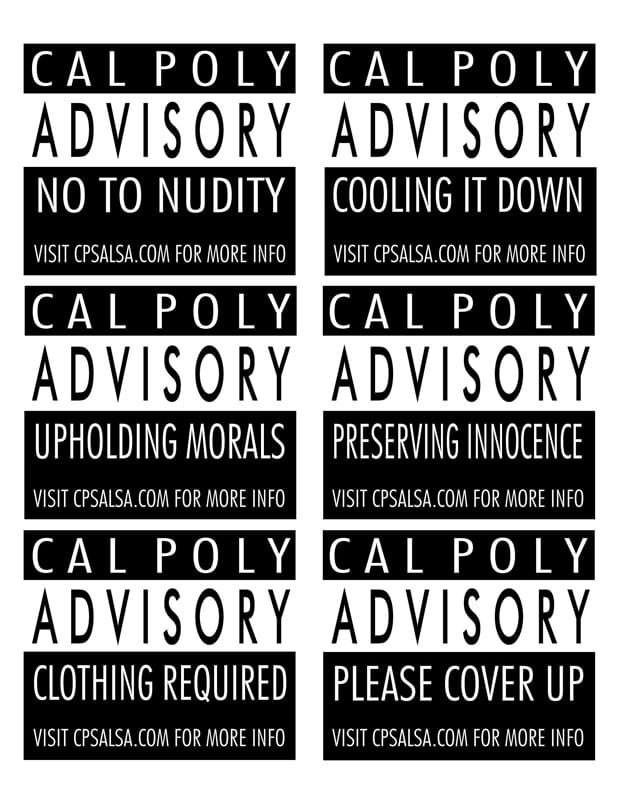 CAL POLY
ADVISORY
NO TO NUDITY
VISIT CPSALSA.COM FOR MORE INFO
CAL POLY
ADVISORY
COOLING IT DOWN
VISIT CPSALSA.COM FOR MORE INFO
CAL POLY
ADVISORY
UPHOLDING MORALS
VISIT CPSALSA.COM FOR MORE INFO
CAL POLY
ADVISORY
PRESERVING INNOCENCE
VISIT CPSALSA.COM FOR MORE INFO
CAL POLY
ADVISORY
CLOTHING REQUIRED
VISIT CPSALSA.COM FOR MORE INFO
CAL POLY
ADVISORY
PLEASE COVER UP
VISIT CPSALSA.COM FOR MORE INFO